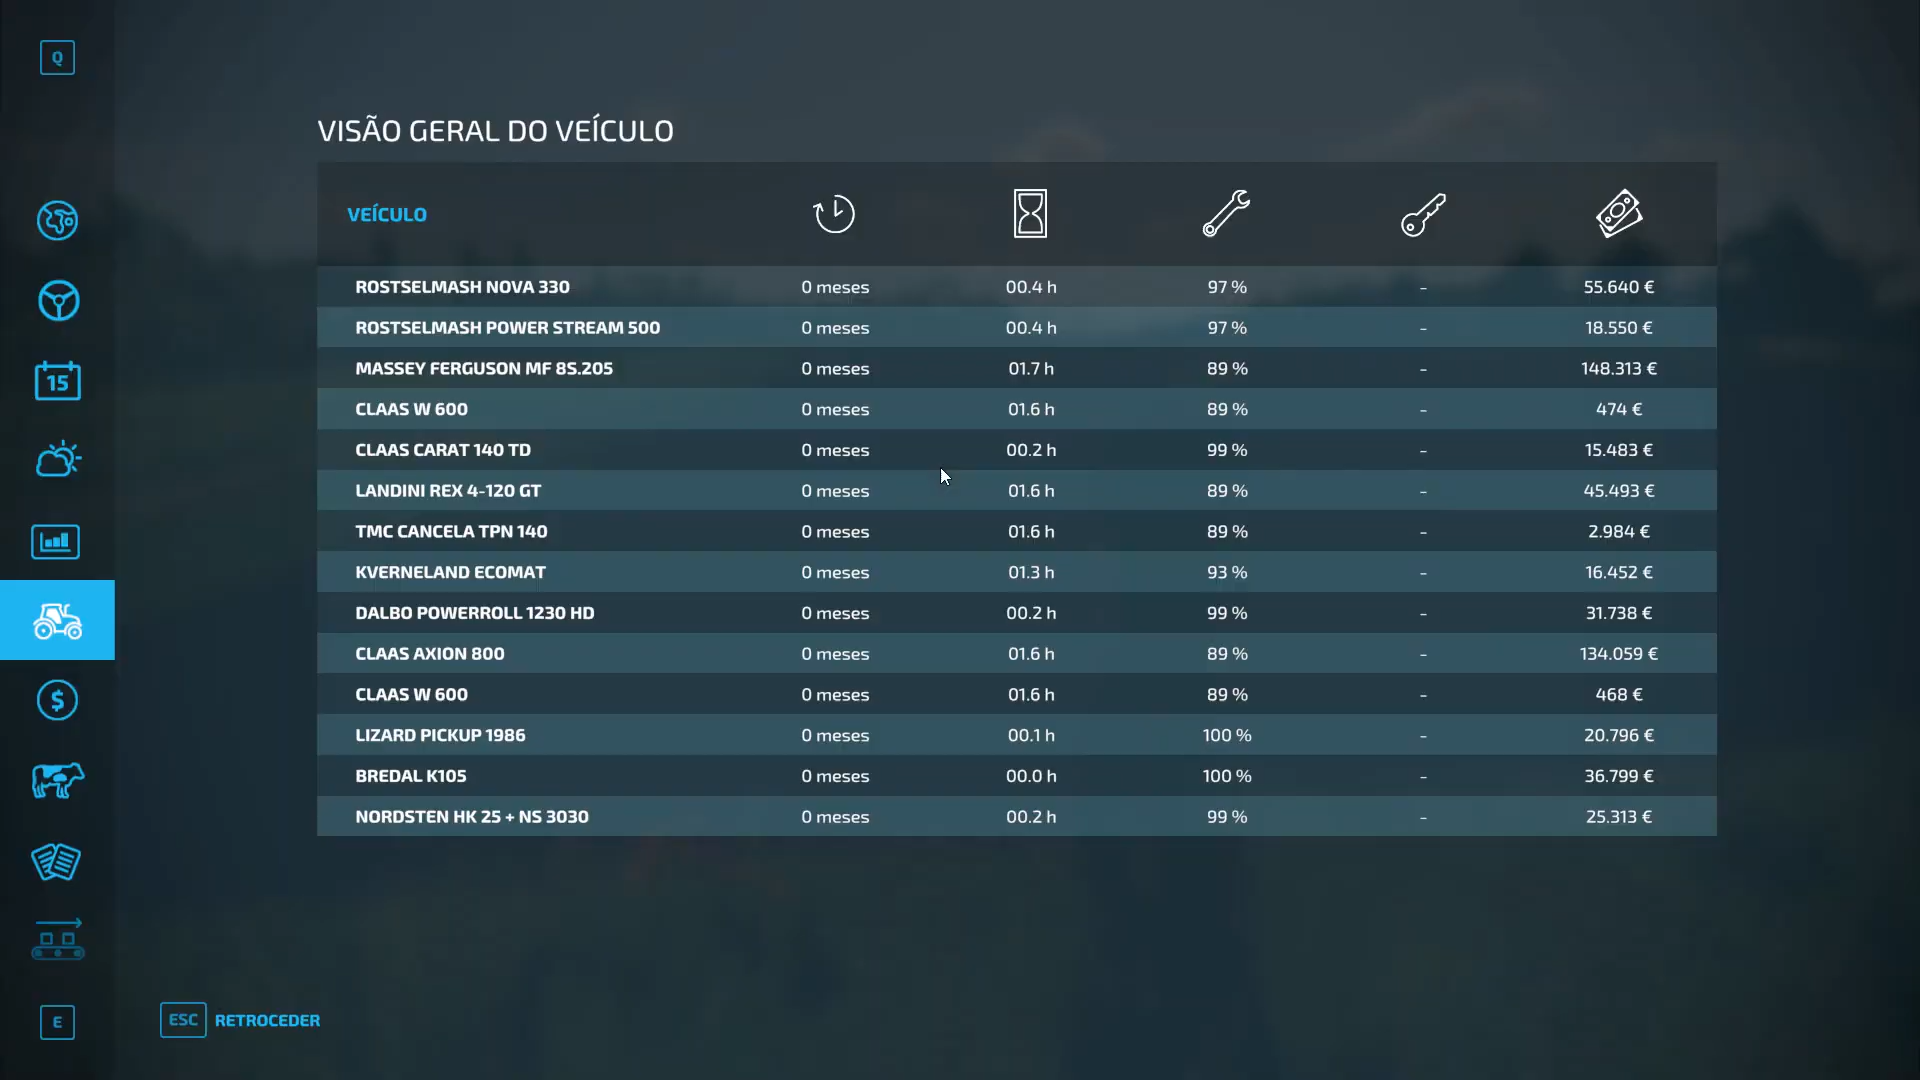 Q
VISÃO GERAL DO VEÍCULO
VEÍCULO
ROSTSELMASH NOVA 330 0 meses 00.4 h 97 % - 55.640 €
ROSTSELMASH POWER STREAM 500 0 meses 00.4 h 97 % - 18.550 €
MASSEY FERGUSON MF 8S.205 0 meses 01.7 h 89 % - 148.313 €
CLAAS W 600 0 meses 01.6 h 89 % - 474 €
CLAAS CARAT 140 TD 0 meses 00.2 h 99 % - 15.483 €
LANDINI REX 4-120 GT 0 meses 01.6 h 89 % - 45.493 €
TMC CANCELA TPN 140 0 meses 01.6 h 89 % - 2.984 €
KVERNELAND ECOMAT 0 meses 01.3 h 93 % - 16.452 €
DALBO POWERROLL 1230 HD 0 meses 00.2 h 99 % - 31.738 €
CLAAS AXION 800 0 meses 01.6 h 89 % - 134.059 €
CLAAS W 600 0 meses 01.6 h 89 % - 468 €
LIZARD PICKUP 1986 0 meses 00.1 h 100 % - 20.796 €
BREDAL K105 0 meses 00.0 h 100 % - 36.799 €
NORDSTEN HK 25 + NS 3030 0 meses 00.2 h 99 % - 25.313 €
15
$
E
ESC RETROCEDER